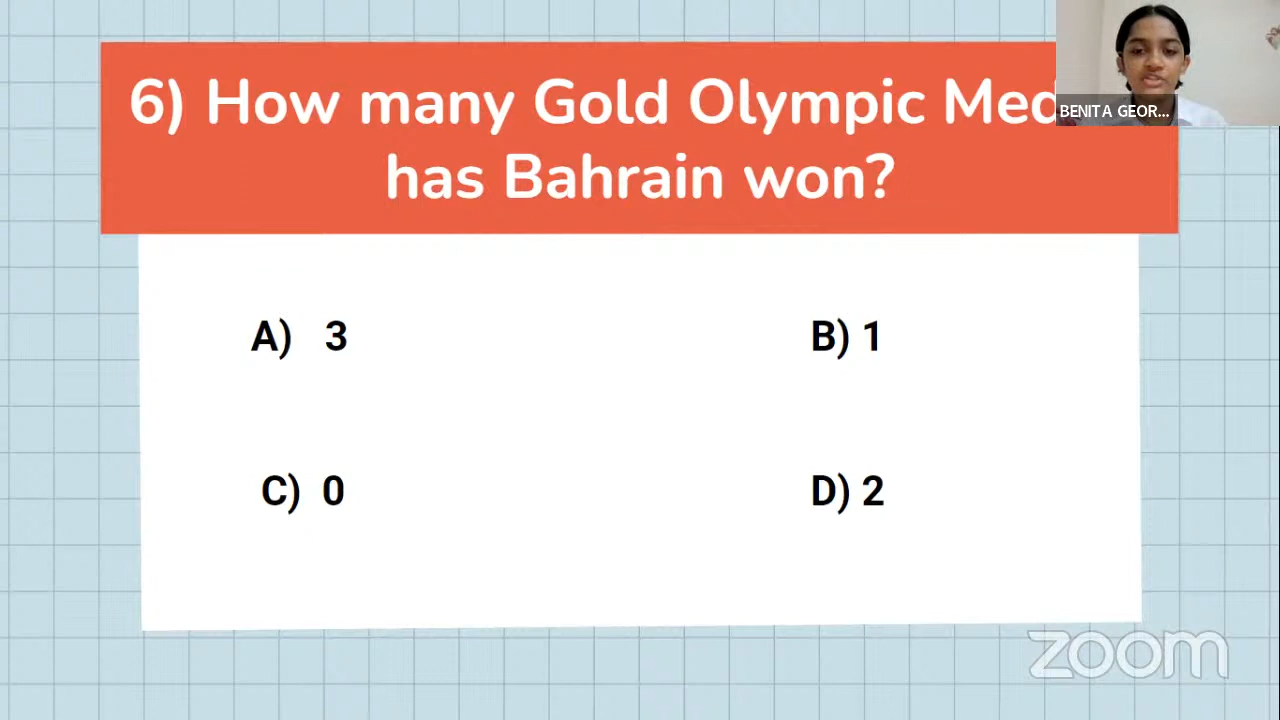 6) How many Gold Olympic Med
has Bahrain won?
BENITA GEOR...
A) 3
B) 1
C) 0
D) 2
zoom